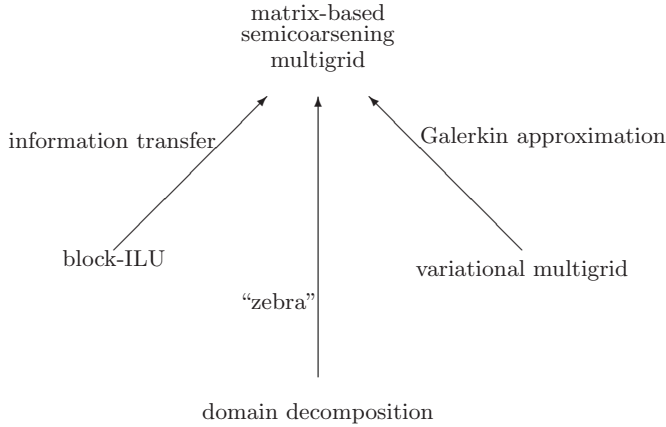 matrix-based
semicoarsening
multigrid
information transfer
Galerkin approximation
block-ILU
variational multigrid
“zebra”
domain decomposition